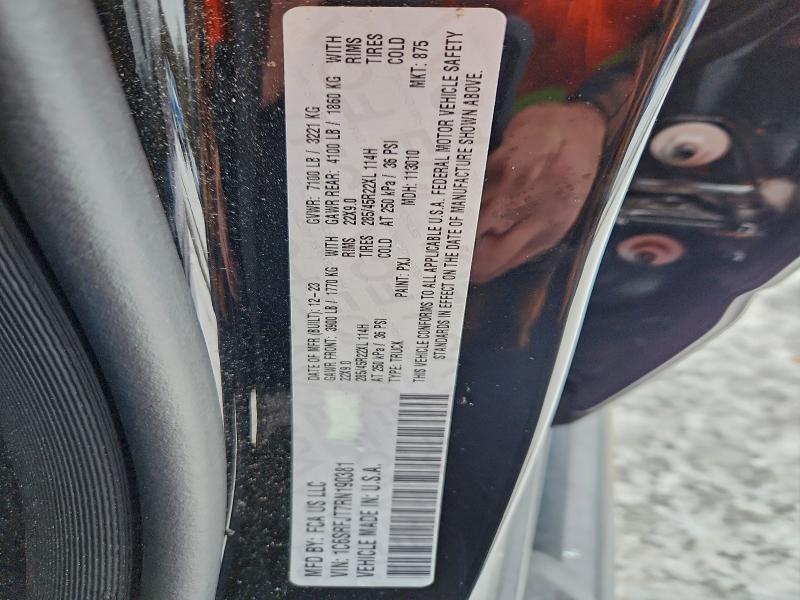 MFD BY: FCA US LLC
DATE OF MFR (BUILT): 12-23
GVWR: 7100 LB / 3221 KG
GAWR FRONT: 3900 LB / 1770 KG WITH
GAWR REAR: 4100 LB / 1860 KG WITH
22X9.0 RIMS
22X9.0 RIMS
285/45R22XL 114H TIRES
285/45R22XL 114H TIRES
AT 250 kPa / 36 PSI COLD
AT 250 kPa / 36 PSI COLD
VIN: 1C6SRFJT7RN190381
TYPE: TRUCK
PAINT: PXJ
MDH: 113010
MKT: 875
VEHICLE MADE IN: U.S.A.
THIS VEHICLE CONFORMS TO ALL APPLICABLE U.S.A. FEDERAL MOTOR VEHICLE SAFETY
STANDARDS IN EFFECT ON THE DATE OF MANUFACTURE SHOWN ABOVE.